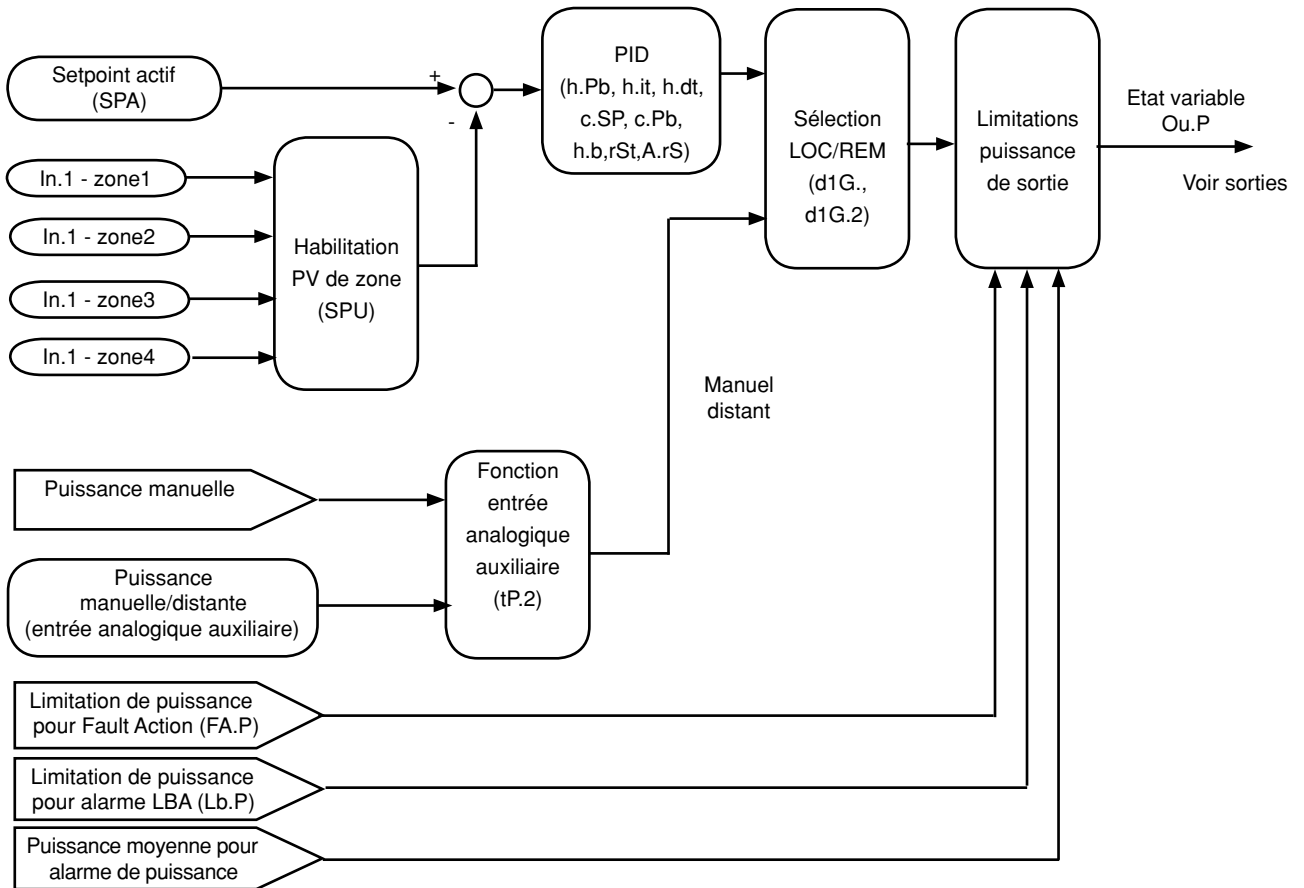 Setpoint actif
(SPA)
+
-
In.1 - zone1
In.1 - zone2
In.1 - zone3
In.1 - zone4
Habilitation
PV de zone
(SPU)
PID
(h.Pb, h.it, h.dt,
c.SP, c.Pb,
h.b,rSt,A.rS)
Sélection
LOC/REM
(d1G.,
d1G.2)
Limitations
puissance
de sortie
Etat variable
Ou.P
Voir sorties
Manuel
distant
Puissance manuelle
Puissance
manuelle/distante
(entrée analogique auxiliaire)
Fonction
entrée
analogique
auxiliaire
(tP.2)
Limitation de puissance
pour Fault Action (FA.P)
Limitation de puissance
pour alarme LBA (Lb.P)
Puissance moyenne pour
alarme de puissance